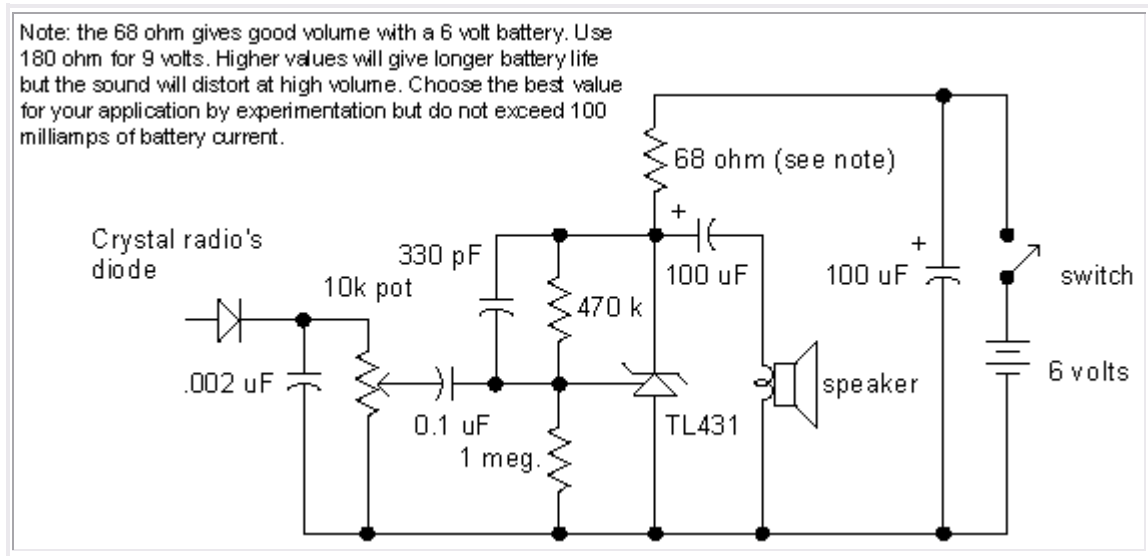 Note: the 68 ohm gives good volume with a 6 volt battery. Use
180 ohm for 9 volts. Higher values will give longer battery life
but the sound will distort at high volume. Choose the best value
for your application by experimentation but do not exceed 100
milliamps of battery current.
68 ohm (see note)
+
Crystal radio's
diode
330 pF
100 uF
+
100 uF
switch
10k pot
470 k
.002 uF
0.1 uF
TL431
speaker
6 volts
1 meg.